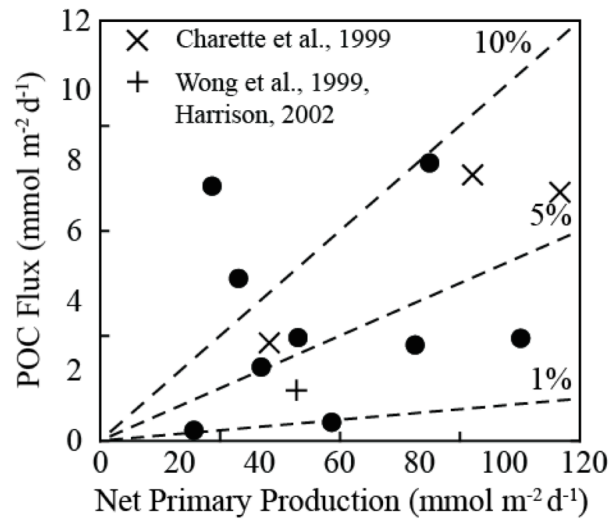 12
10
8
6
4
2
0
POC Flux (mmol m⁻² d⁻¹)
Charette et al., 1999
Wong et al., 1999,
Harrison, 2002
10%
5%
1%
0 20 40 60 80 100 120
Net Primary Production (mmol m⁻² d⁻¹)